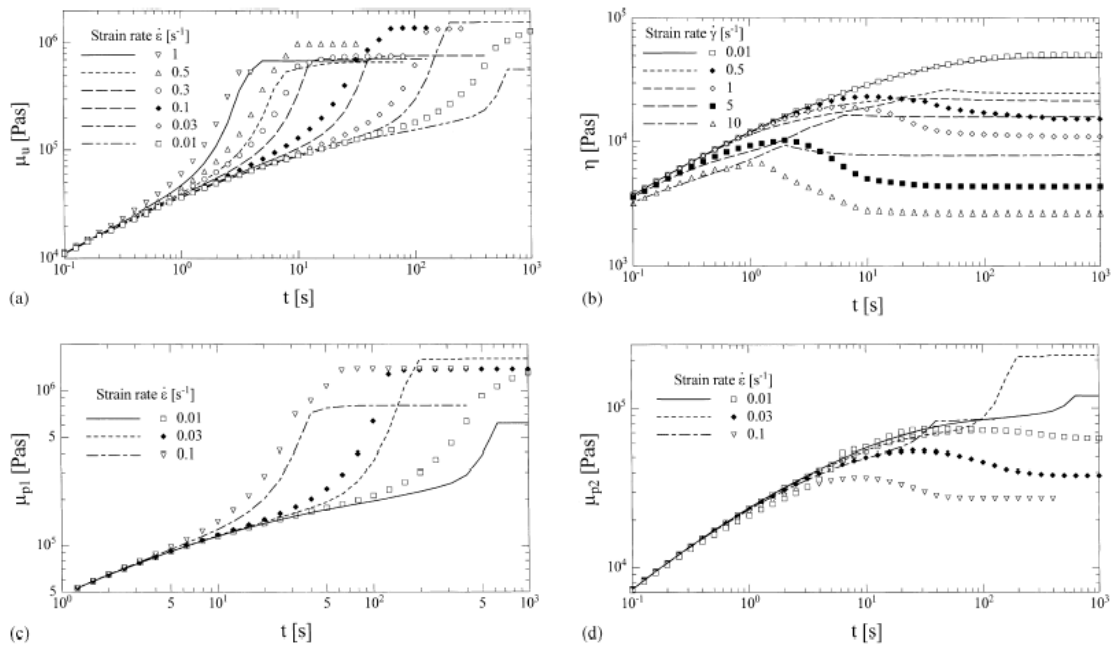 10⁶
10⁵
10⁴
μᵤ [Pas]
Strain rate ε̇ [s⁻¹]
1
0.5
0.3
0.1
0.03
0.01
10⁻¹ 10⁰ 10¹ 10² 10³
t [s]
(a)
10⁵
10⁴
10³
η [Pas]
Strain rate γ̇ [s⁻¹]
0.01
0.5
1
5
10
10⁻¹ 10⁰ 10¹ 10² 10³
t [s]
(b)
10⁶
5
10⁵
5
μₚ₁ [Pas]
Strain rate ε̇ [s⁻¹]
0.01
0.03
0.1
10⁰ 5 10¹ 5 10² 5 10³
t [s]
(c)
10⁵
10⁴
μₚ₂ [Pas]
Strain rate ε̇ [s⁻¹]
0.01
0.03
0.1
10⁻¹ 10⁰ 10¹ 10² 10³
t [s]
(d)